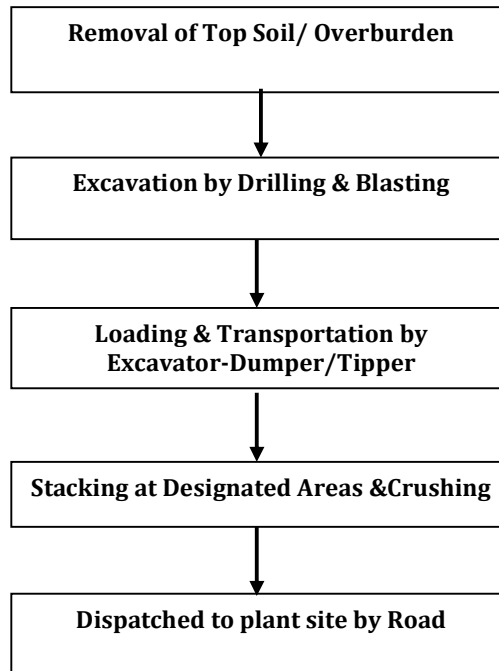 Removal of Top Soil/ Overburden
Excavation by Drilling & Blasting
Loading & Transportation by
Excavator-Dumper/Tipper
Stacking at Designated Areas &Crushing
Dispatched to plant site by Road